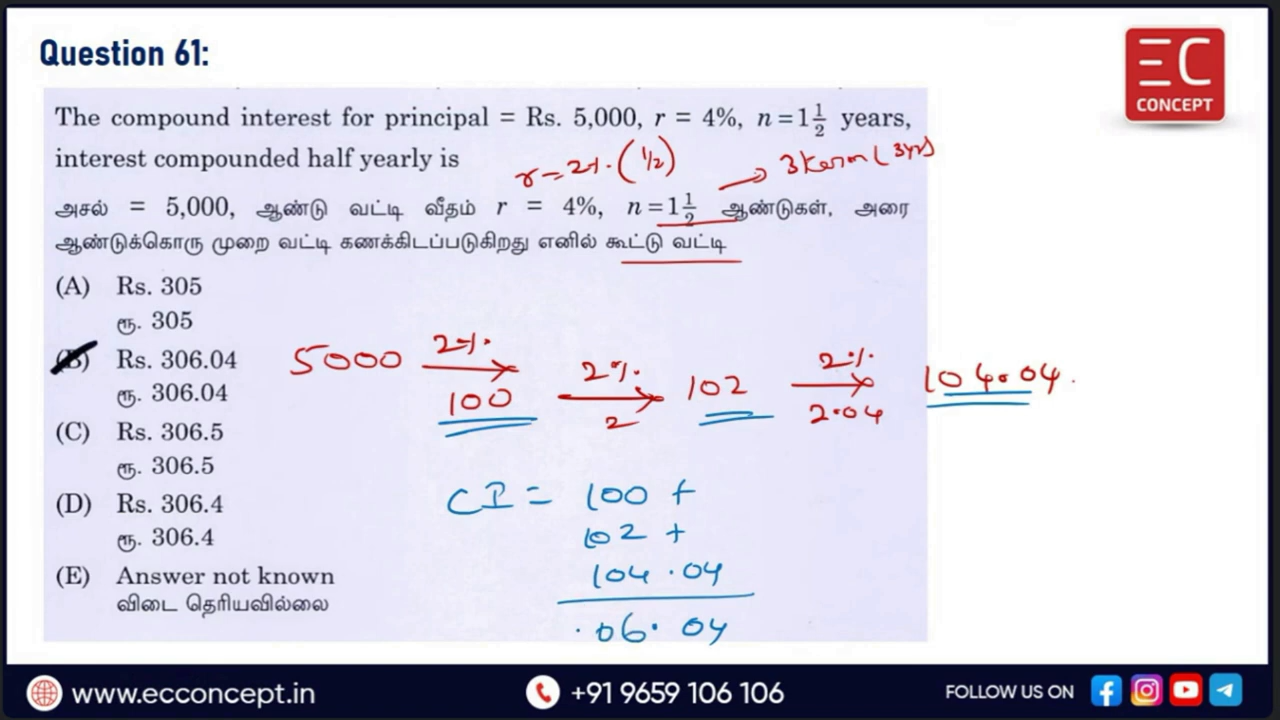 Question 61:
EC
CONCEPT
The compound interest for principal = Rs. 5,000, r = 4%, n = 1 1/2 years,
interest compounded half yearly is
r = 2%. (1/2)
→ 3 term (3yrs)
அசல் = 5,000, ஆண்டு வட்டி வீதம் r = 4%, n = 1 1/2 ஆண்டுகள், அரை
ஆண்டுக்கொரு முறை வட்டி கணக்கிடப்படுகிறது எனில் கூட்டு வட்டி
(A) Rs. 305
ரூ. 305
(B) Rs. 306.04
ரூ. 306.04
(C) Rs. 306.5
ரூ. 306.5
(D) Rs. 306.4
ரூ. 306.4
(E) Answer not known
விடை தெரியவில்லை
5000 2% → 100 2% → 2 102 2% → 2.04 104.04.
CI = 100 +
102 +
104.04
.06.04
www.ecconcept.in
+91 9659 106 106
FOLLOW US ON